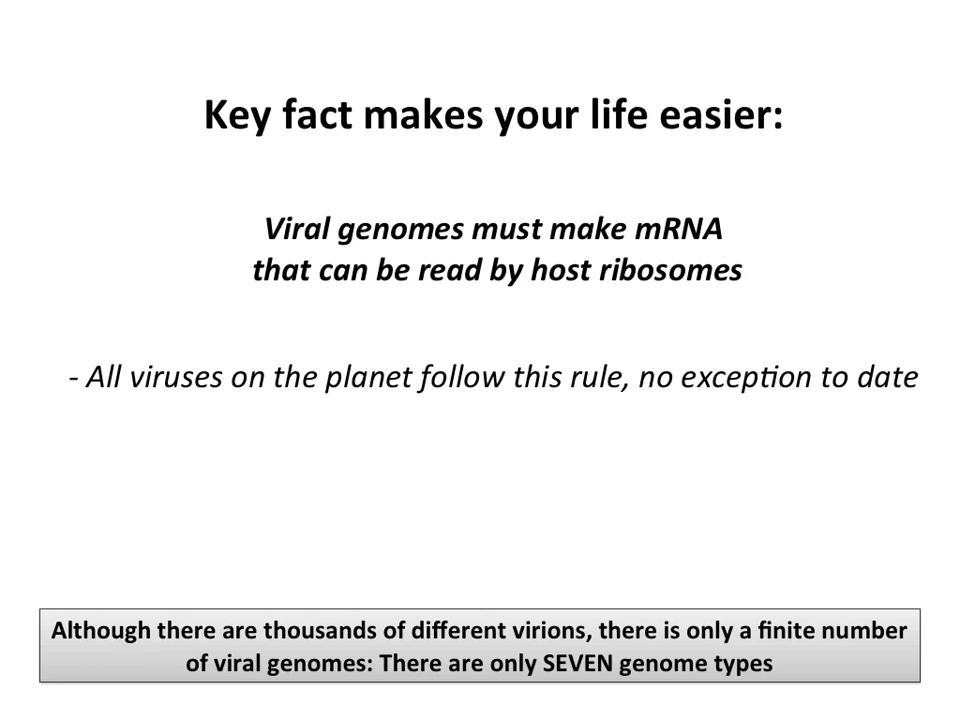 Key fact makes your life easier:
Viral genomes must make mRNA
that can be read by host ribosomes
- All viruses on the planet follow this rule, no exception to date
Although there are thousands of different virions, there is only a finite number
of viral genomes: There are only SEVEN genome types